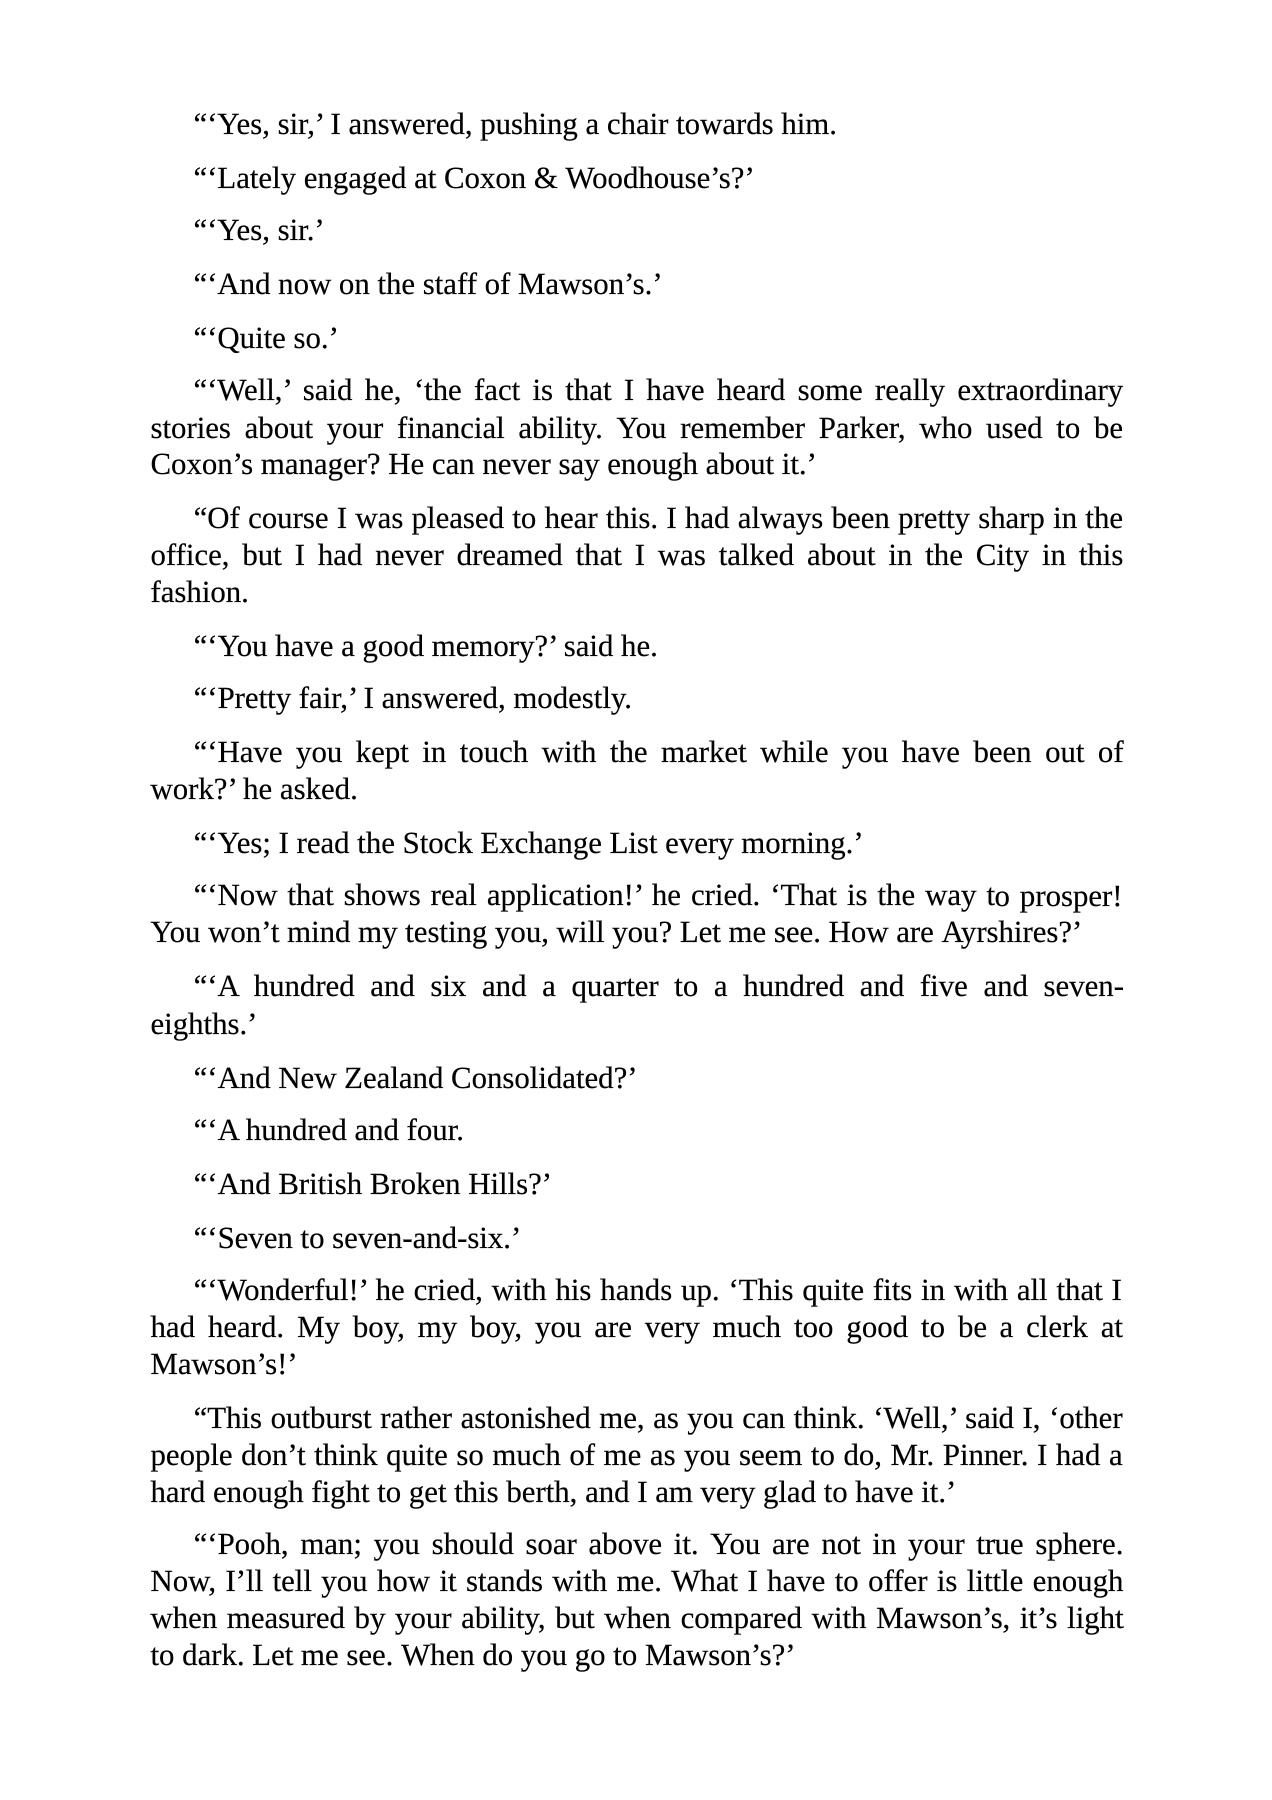 “‘Yes, sir,’ I answered, pushing a chair towards him.
“‘Lately engaged at Coxon & Woodhouse’s?’
“‘Yes, sir.’
“‘And now on the staff of Mawson’s.’
“‘Quite so.’
“‘Well,’ said he, ‘the fact is that I have heard some really extraordinary
stories about your financial ability. You remember Parker, who used to be
Coxon’s manager? He can never say enough about it.’
“Of course I was pleased to hear this. I had always been pretty sharp in the
office, but I had never dreamed that I was talked about in the City in this
fashion.
“‘You have a good memory?’ said he.
“‘Pretty fair,’ I answered, modestly.
“‘Have you kept in touch with the market while you have been out of
work?’ he asked.
“‘Yes; I read the Stock Exchange List every morning.’
“‘Now that shows real application!’ he cried. ‘That is the way to prosper!
You won’t mind my testing you, will you? Let me see. How are Ayrshires?’
“‘A hundred and six and a quarter to a hundred and five and seven-
eighths.’
“‘And New Zealand Consolidated?’
“‘A hundred and four.
“‘And British Broken Hills?’
“‘Seven to seven-and-six.’
“‘Wonderful!’ he cried, with his hands up. ‘This quite fits in with all that I
had heard. My boy, my boy, you are very much too good to be a clerk at
Mawson’s!’
“This outburst rather astonished me, as you can think. ‘Well,’ said I, ‘other
people don’t think quite so much of me as you seem to do, Mr. Pinner. I had a
hard enough fight to get this berth, and I am very glad to have it.’
“‘Pooh, man; you should soar above it. You are not in your true sphere.
Now, I’ll tell you how it stands with me. What I have to offer is little enough
when measured by your ability, but when compared with Mawson’s, it’s light
to dark. Let me see. When do you go to Mawson’s?’